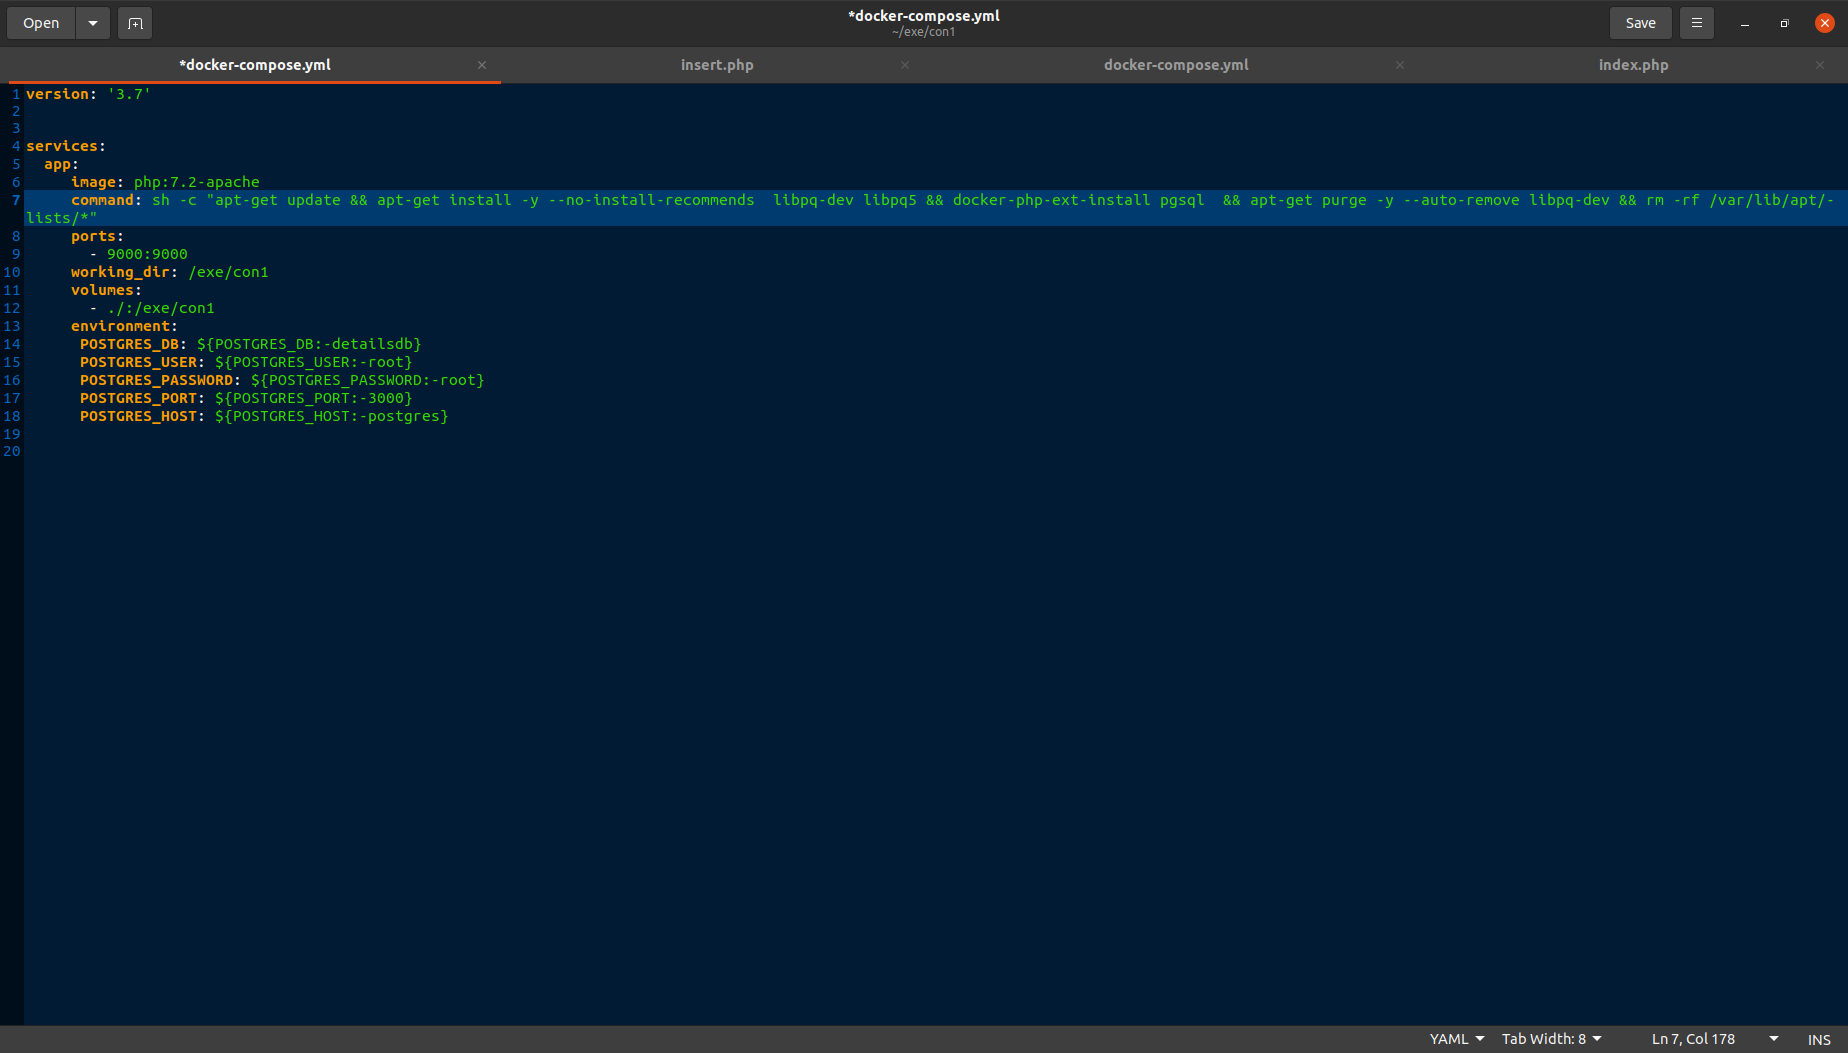 Open
*docker-compose.yml
~/exe/con1
Save
*docker-compose.yml
insert.php
docker-compose.yml
index.php
1 version: '3.7'
2
3
4 services:
5   app:
6      image: php:7.2-apache
7      command: sh -c "apt-get update && apt-get install -y --no-install-recommends  libpq-dev libpq5 && docker-php-ext-install pgsql  && apt-get purge -y --auto-remove libpq-dev && rm -rf /var/lib/apt/-
lists/*"
8      ports:
9        - 9000:9000
10      working_dir: /exe/con1
11      volumes:
12        - ./:/exe/con1
13      environment:
14       POSTGRES_DB: ${POSTGRES_DB:-detailsdb}
15       POSTGRES_USER: ${POSTGRES_USER:-root}
16       POSTGRES_PASSWORD: ${POSTGRES_PASSWORD:-root}
17       POSTGRES_PORT: ${POSTGRES_PORT:-3000}
18       POSTGRES_HOST: ${POSTGRES_HOST:-postgres}
19
20
YAML
Tab Width: 8
Ln 7, Col 178
INS